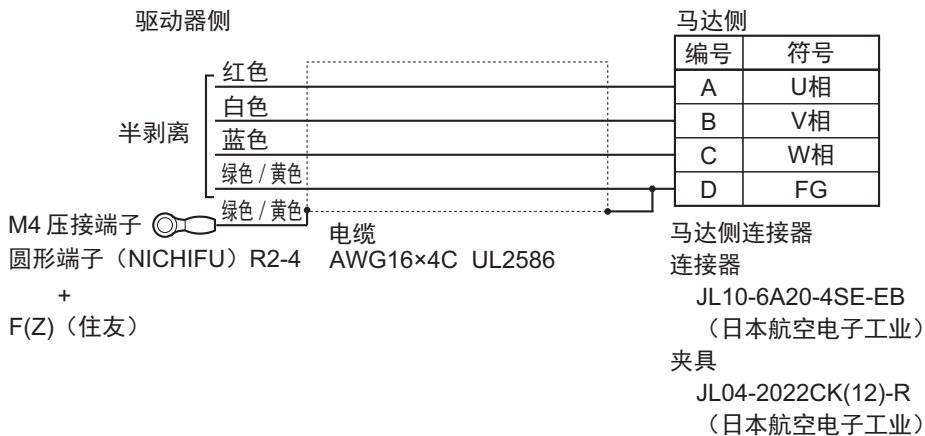 驱动器侧
马达侧
编号 符号
红色
A U相
白色
B V相
半剥离
蓝色
C W相
绿色 / 黄色
D FG
绿色 / 黄色
M4 压接端子
圆形端子（NICHIFU）R2-4
+
F(Z)（住友）
电缆
AWG16×4C UL2586
马达侧连接器
连接器
JL10-6A20-4SE-EB
（日本航空电子工业）
夹具
JL04-2022CK(12)-R
（日本航空电子工业）